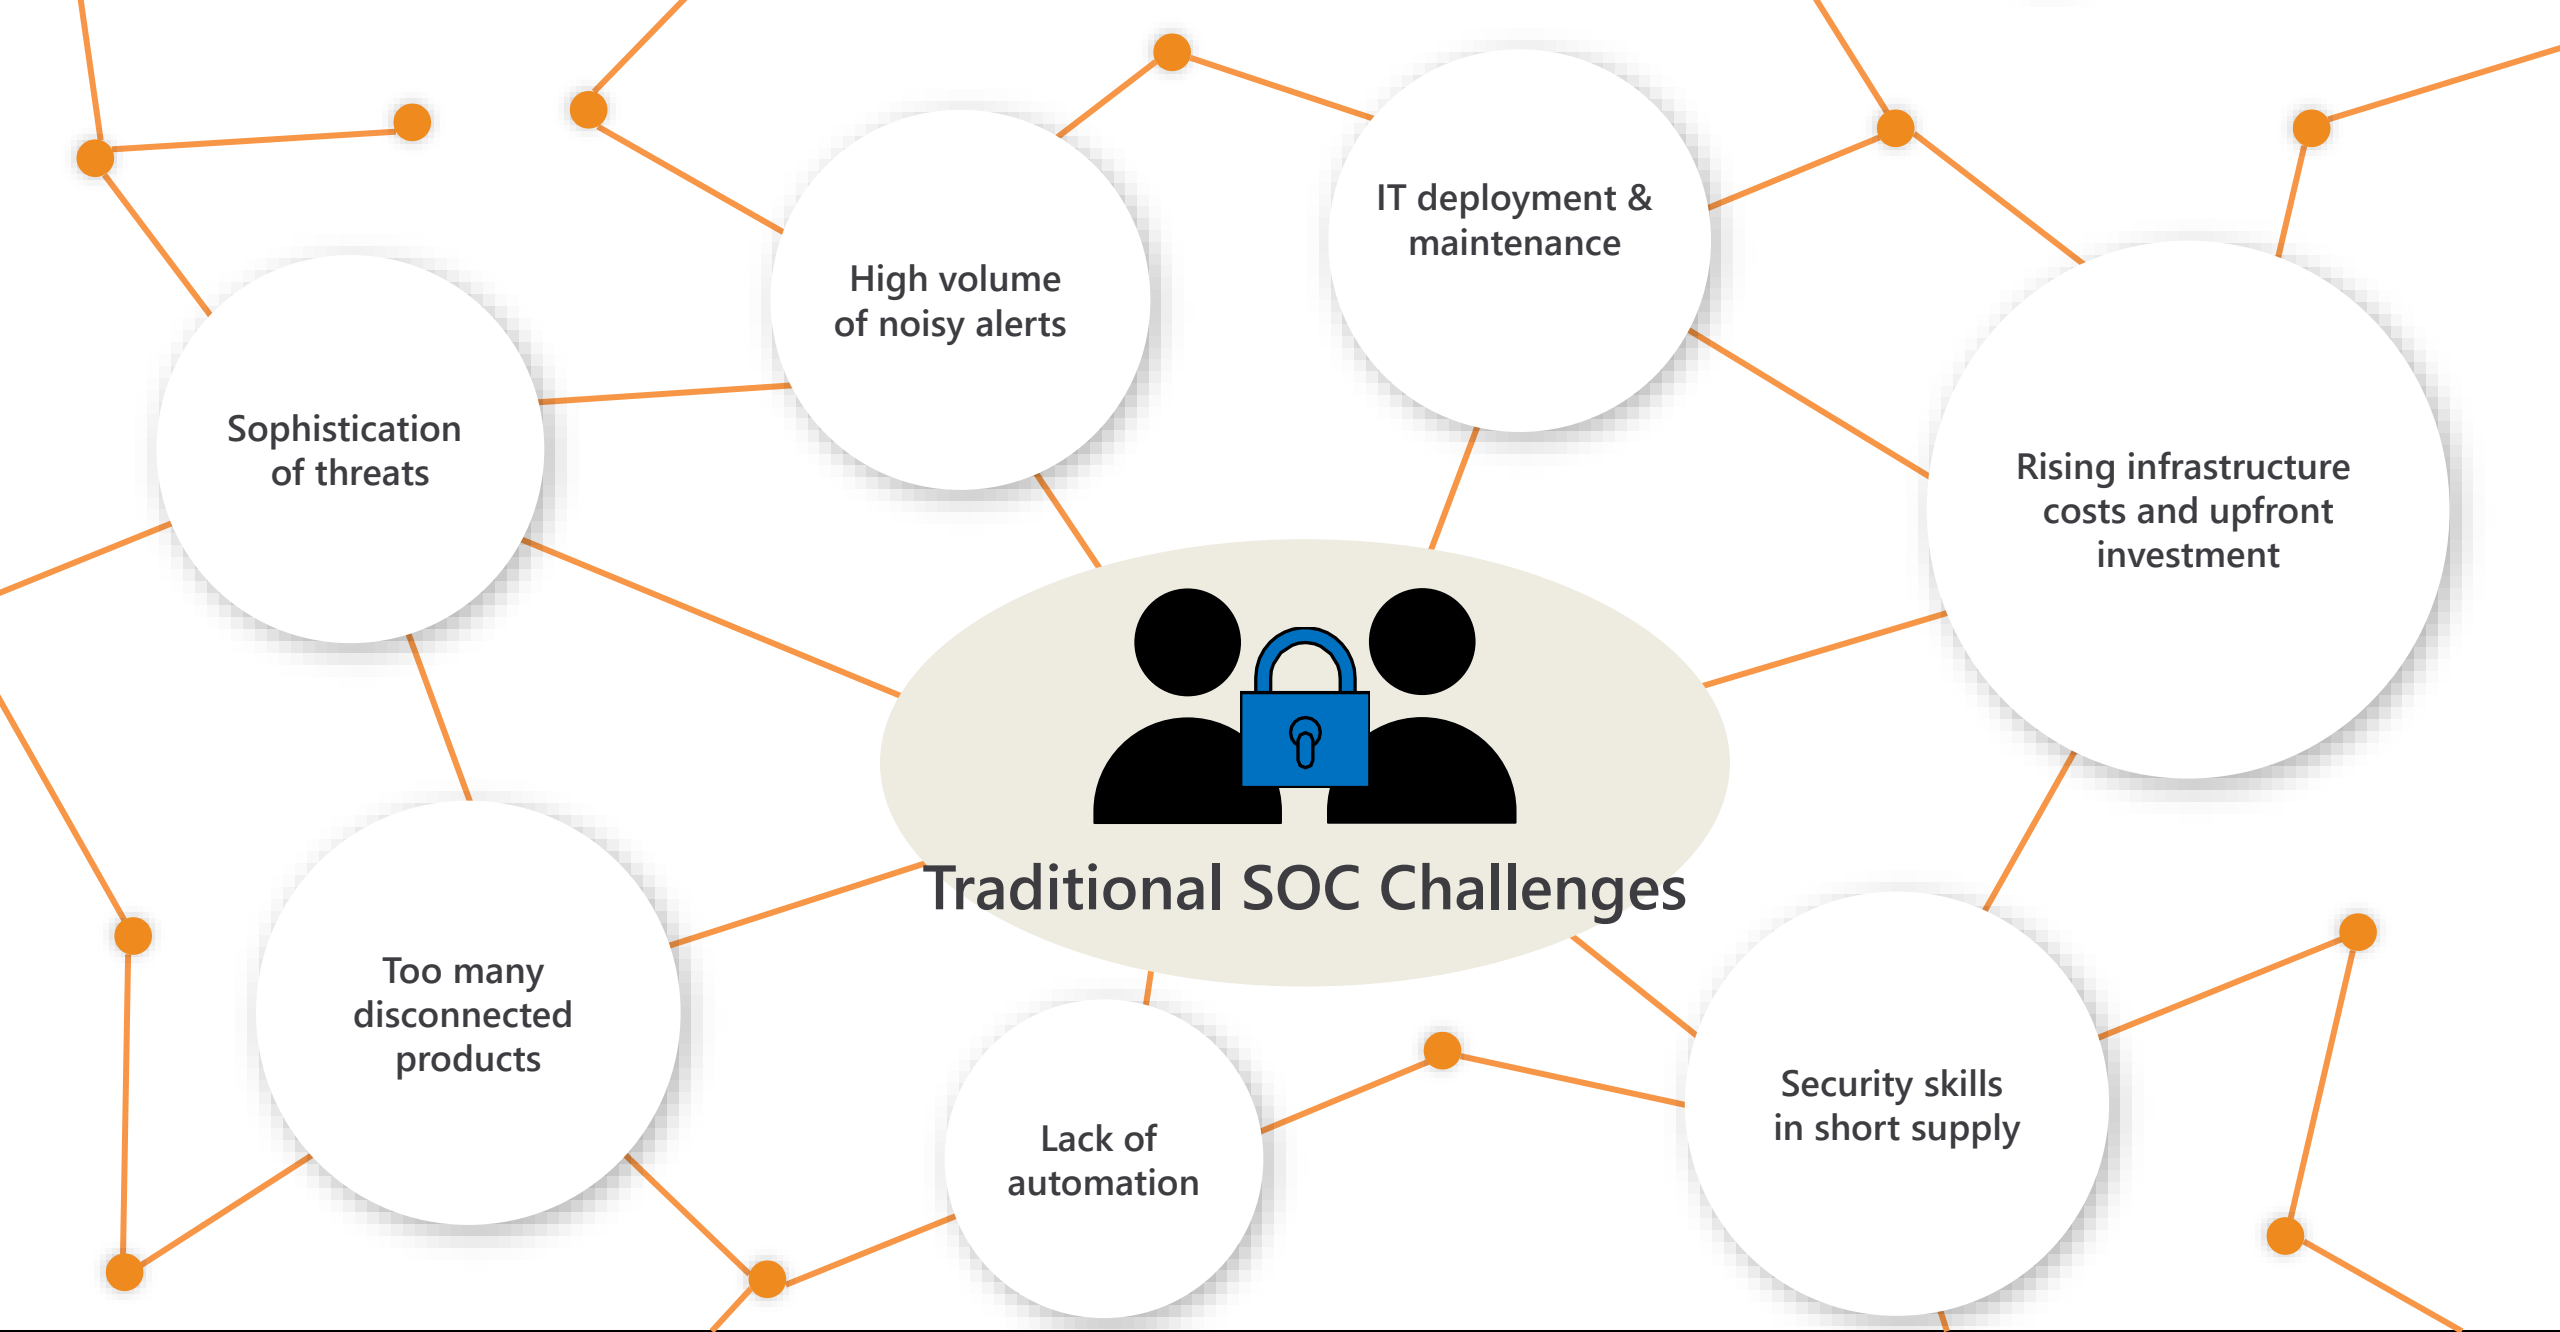 IT deployment &
maintenance
High volume
of noisy alerts
Sophistication
of threats
Rising infrastructure
costs and upfront
investment
Traditional SOC Challenges
Too many
disconnected
products
Lack of
automation
Security skills
in short supply